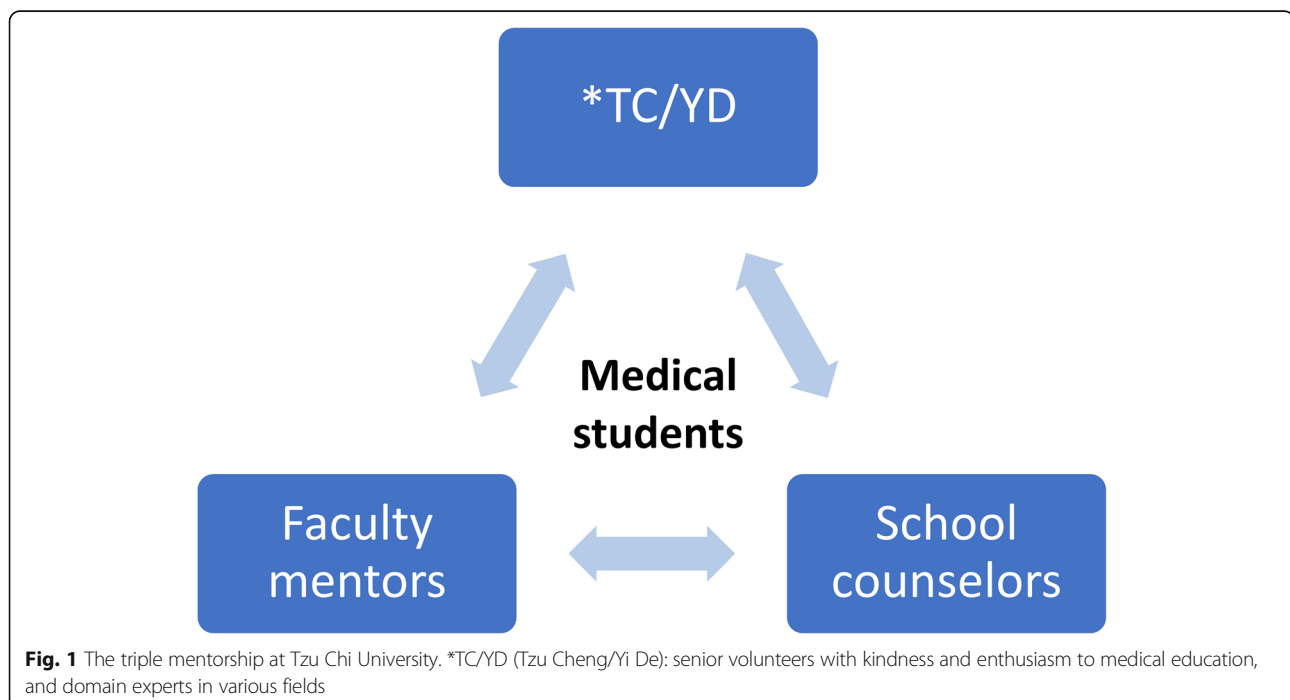 *TC/YD
Medical
students
Faculty
mentors
School
counselors
Fig. 1 The triple mentorship at Tzu Chi University. *TC/YD (Tzu Cheng/Yi De): senior volunteers with kindness and enthusiasm to medical education,
and domain experts in various fields